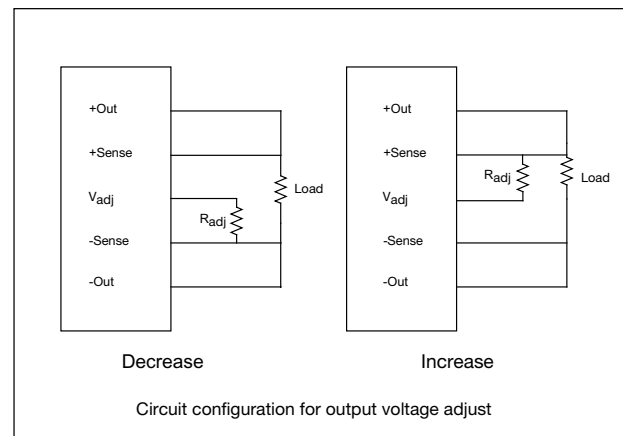 +Out
+Sense
Vadj
-Sense
-Out
Radj
Load
Decrease
+Out
+Sense
Vadj
-Sense
-Out
Radj
Load
Increase
Circuit configuration for output voltage adjust